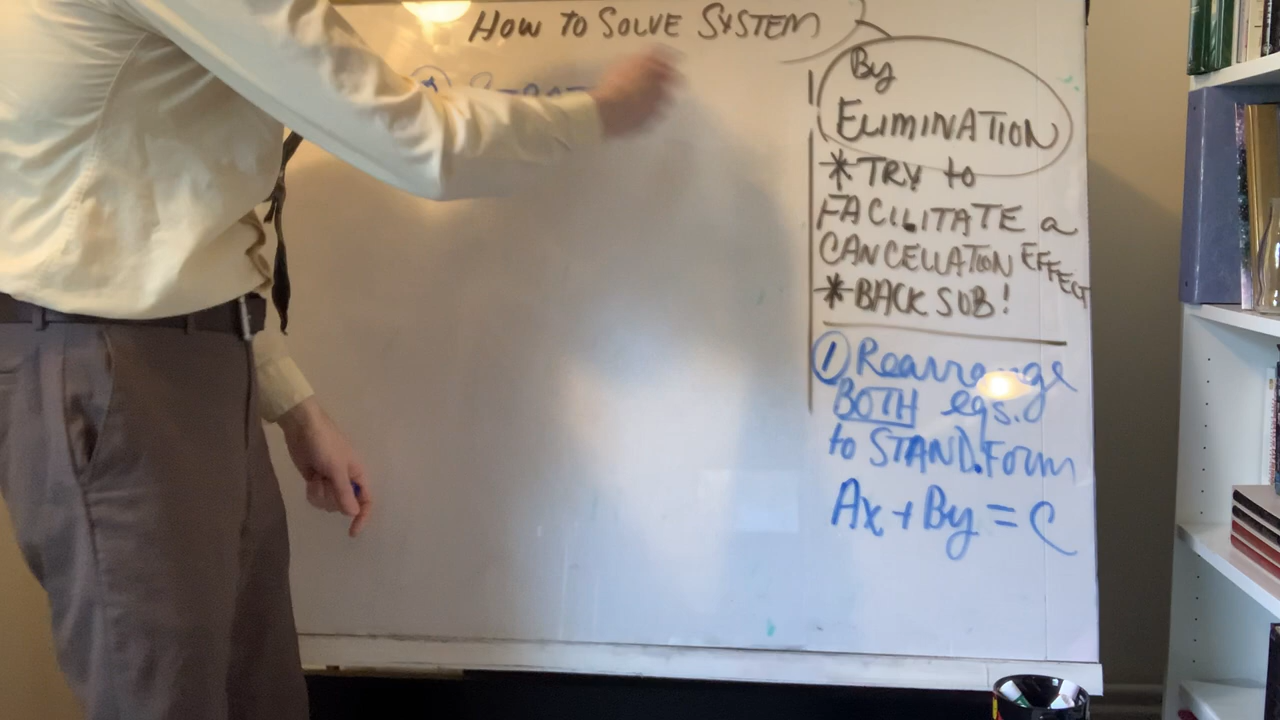 How to Solve System
By
Elimination
* Try to
Facilitate a
Cancellation Effect
* Back Sub!
① Rearrange
BOTH eqs.
to Stand. Form
Ax + By = C